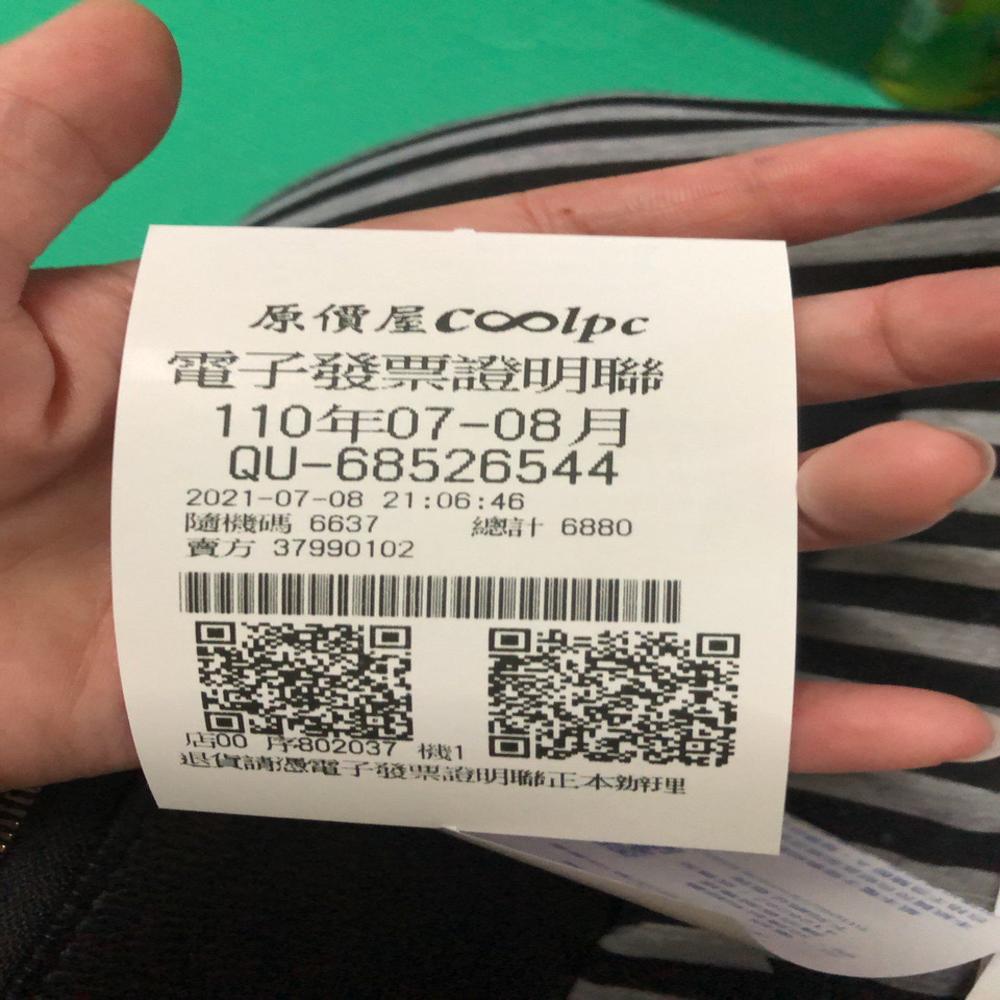 原價屋coolpc
電子發票證明聯
110年07-08月
QU-68526544
2021-07-08 21:06:46
隨機碼 6637 總計 6880
賣方 37990102
店00 序802037 機1
退貨請憑電子發票證明聯正本辦理